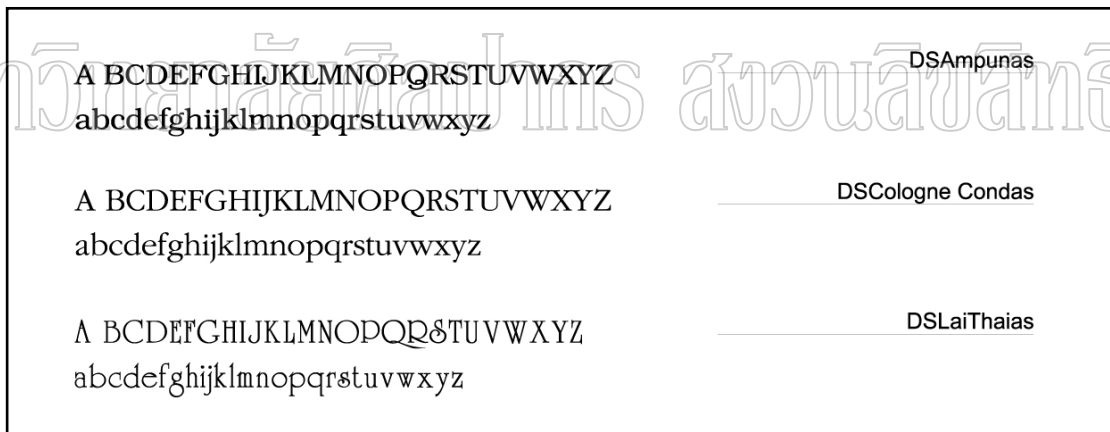 A BCDEFGHIJKLMNOPQRSTUVWXYZ
abcdefghijklmnopqrstuvwxyz
DSAmpunas
A BCDEFGHIJKLMNOPQRSTUVWXYZ
abcdefghijklmnopqrstuvwxyz
DSCologne Condas
A BCDEFGHIJKLMNOPQRSTUVWXYZ
abcdefghijklmnopqrstuvwxyz
DSLaiThaias